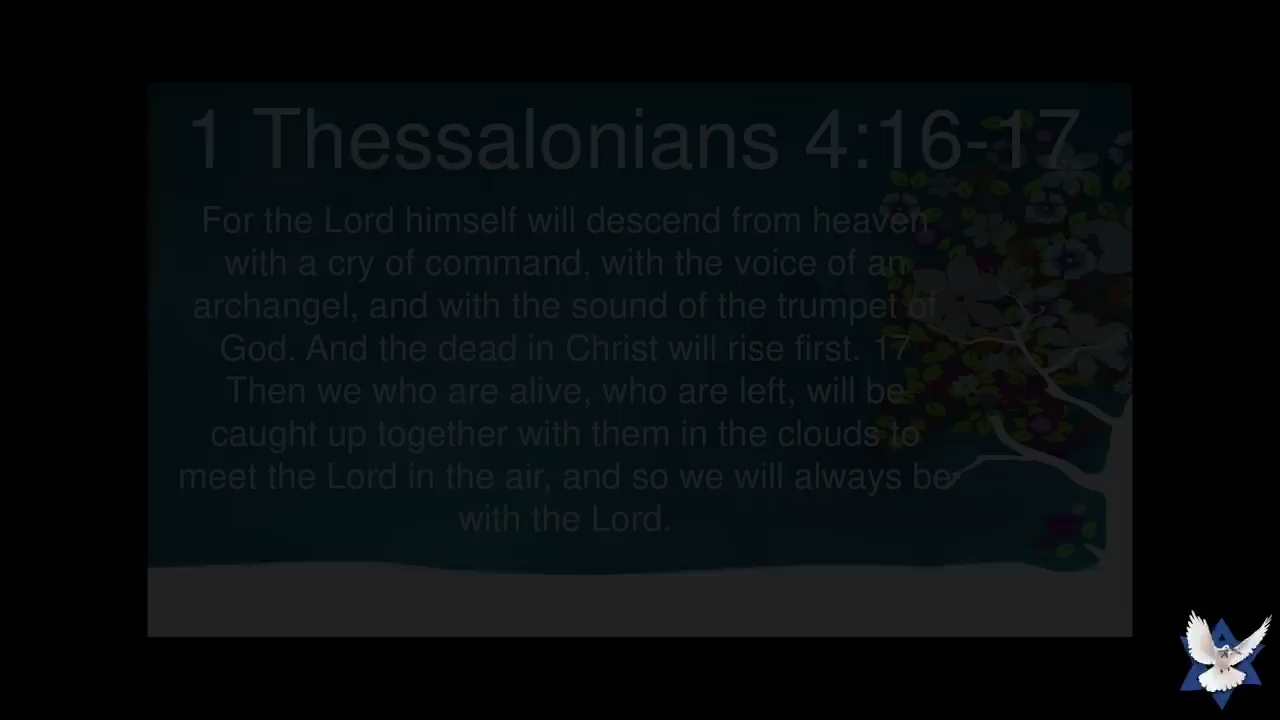 1 Thessalonians 4:16-17
For the Lord himself will descend from heaven
with a cry of command, with the voice of an
archangel, and with the sound of the trumpet of
God. And the dead in Christ will rise first. 17
Then we who are alive, who are left, will be
caught up together with them in the clouds to
meet the Lord in the air, and so we will always be
with the Lord.